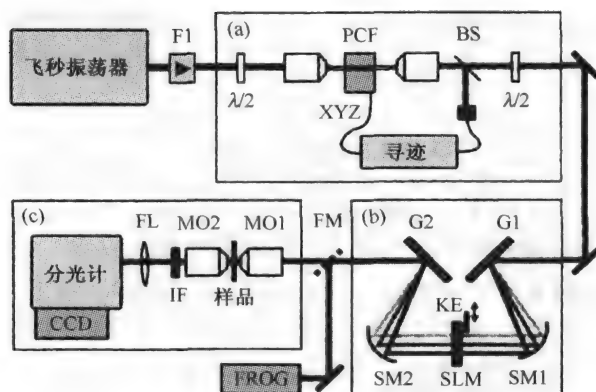 F1
(a)
PCF
BS
飞秒振荡器
λ/2
λ/2
XYZ
寻迹
(c)
FL
MO2
MO1
FM
(b)
G2
G1
分光计
IF
样品
KE
CCD
FROG
SM2
SLM
SM1